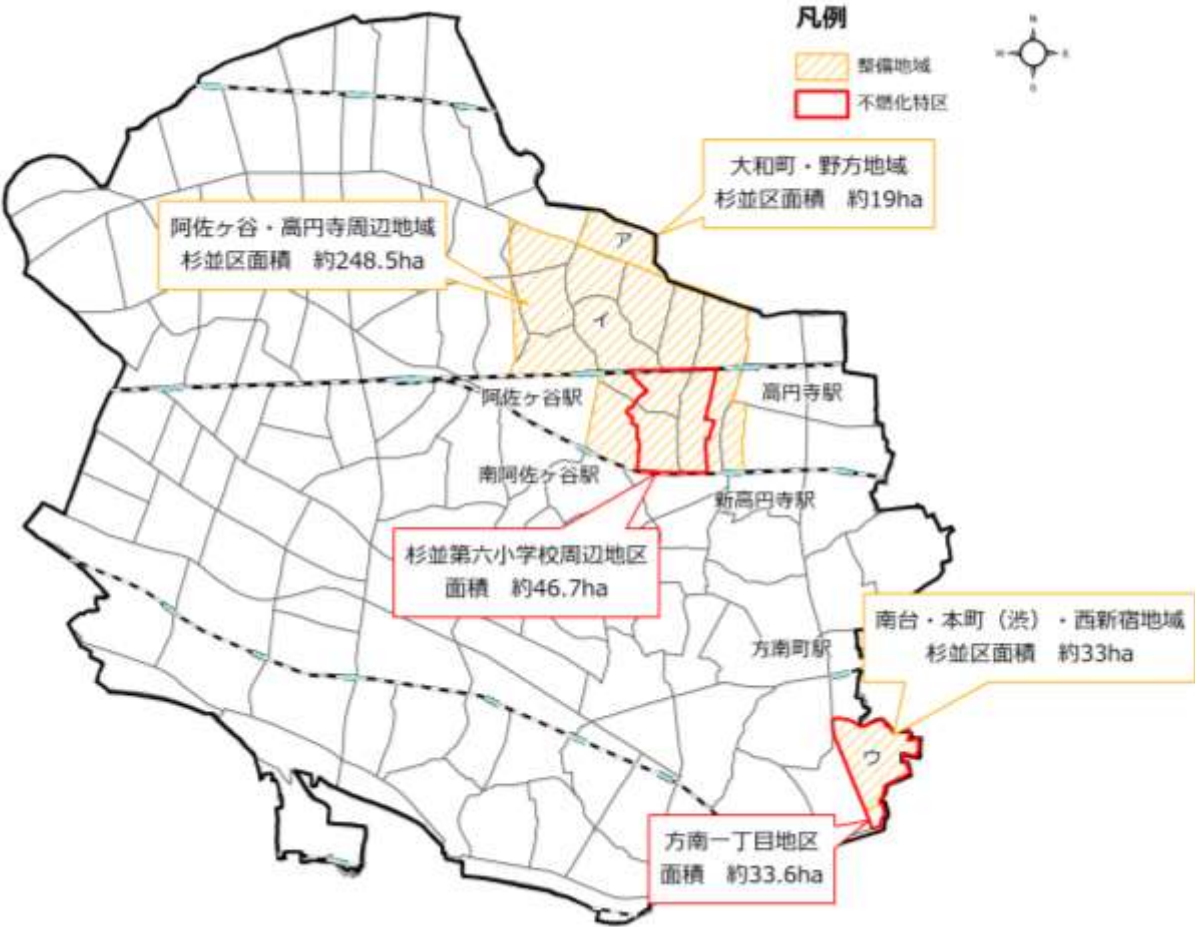 凡例
整備地域
不燃化特区
N
W
E
大和町・野方地域
杉並区面積 約19ha
阿佐ヶ谷・高円寺周辺地域
杉並区面積 約248.5ha
ア
イ
阿佐ヶ谷駅
高円寺駅
南阿佐ヶ谷駅
新高円寺駅
杉並第六小学校周辺地区
面積 約46.7ha
南台・本町（渋）・西新宿地域
杉並区面積 約33ha
方南町駅
ウ
方南一丁目地区
面積 約33.6ha